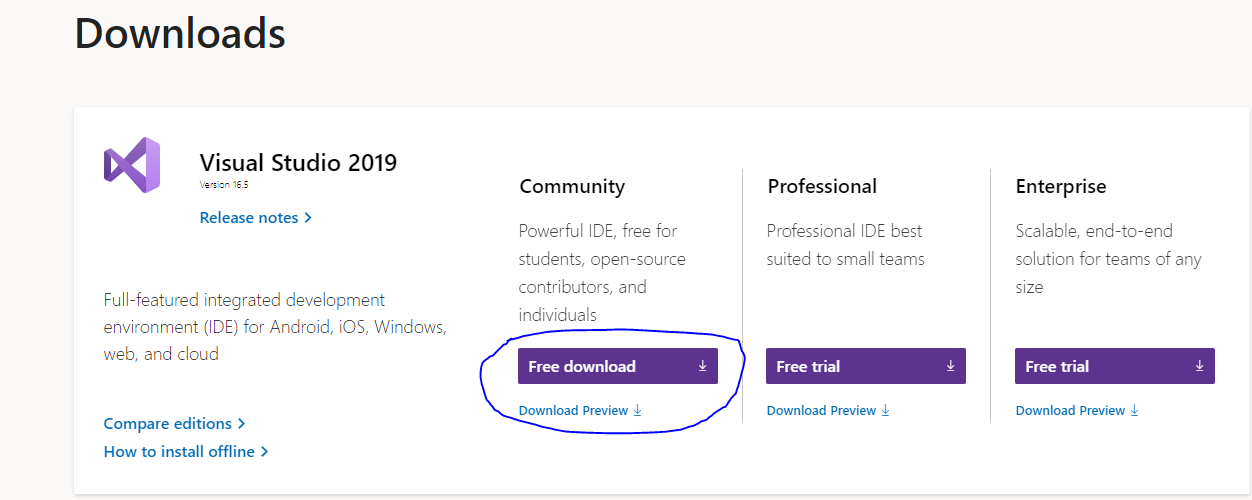 Downloads
Visual Studio 2019
Version 16.5
Release notes
Full-featured integrated development
environment (IDE) for Android, iOS, Windows,
web, and cloud
Compare editions
How to install offline
Community
Powerful IDE, free for
students, open-source
contributors, and
individuals
Free download
Download Preview
Professional
Professional IDE best
suited to small teams
Free trial
Download Preview
Enterprise
Scalable, end-to-end
solution for teams of any
size
Free trial
Download Preview